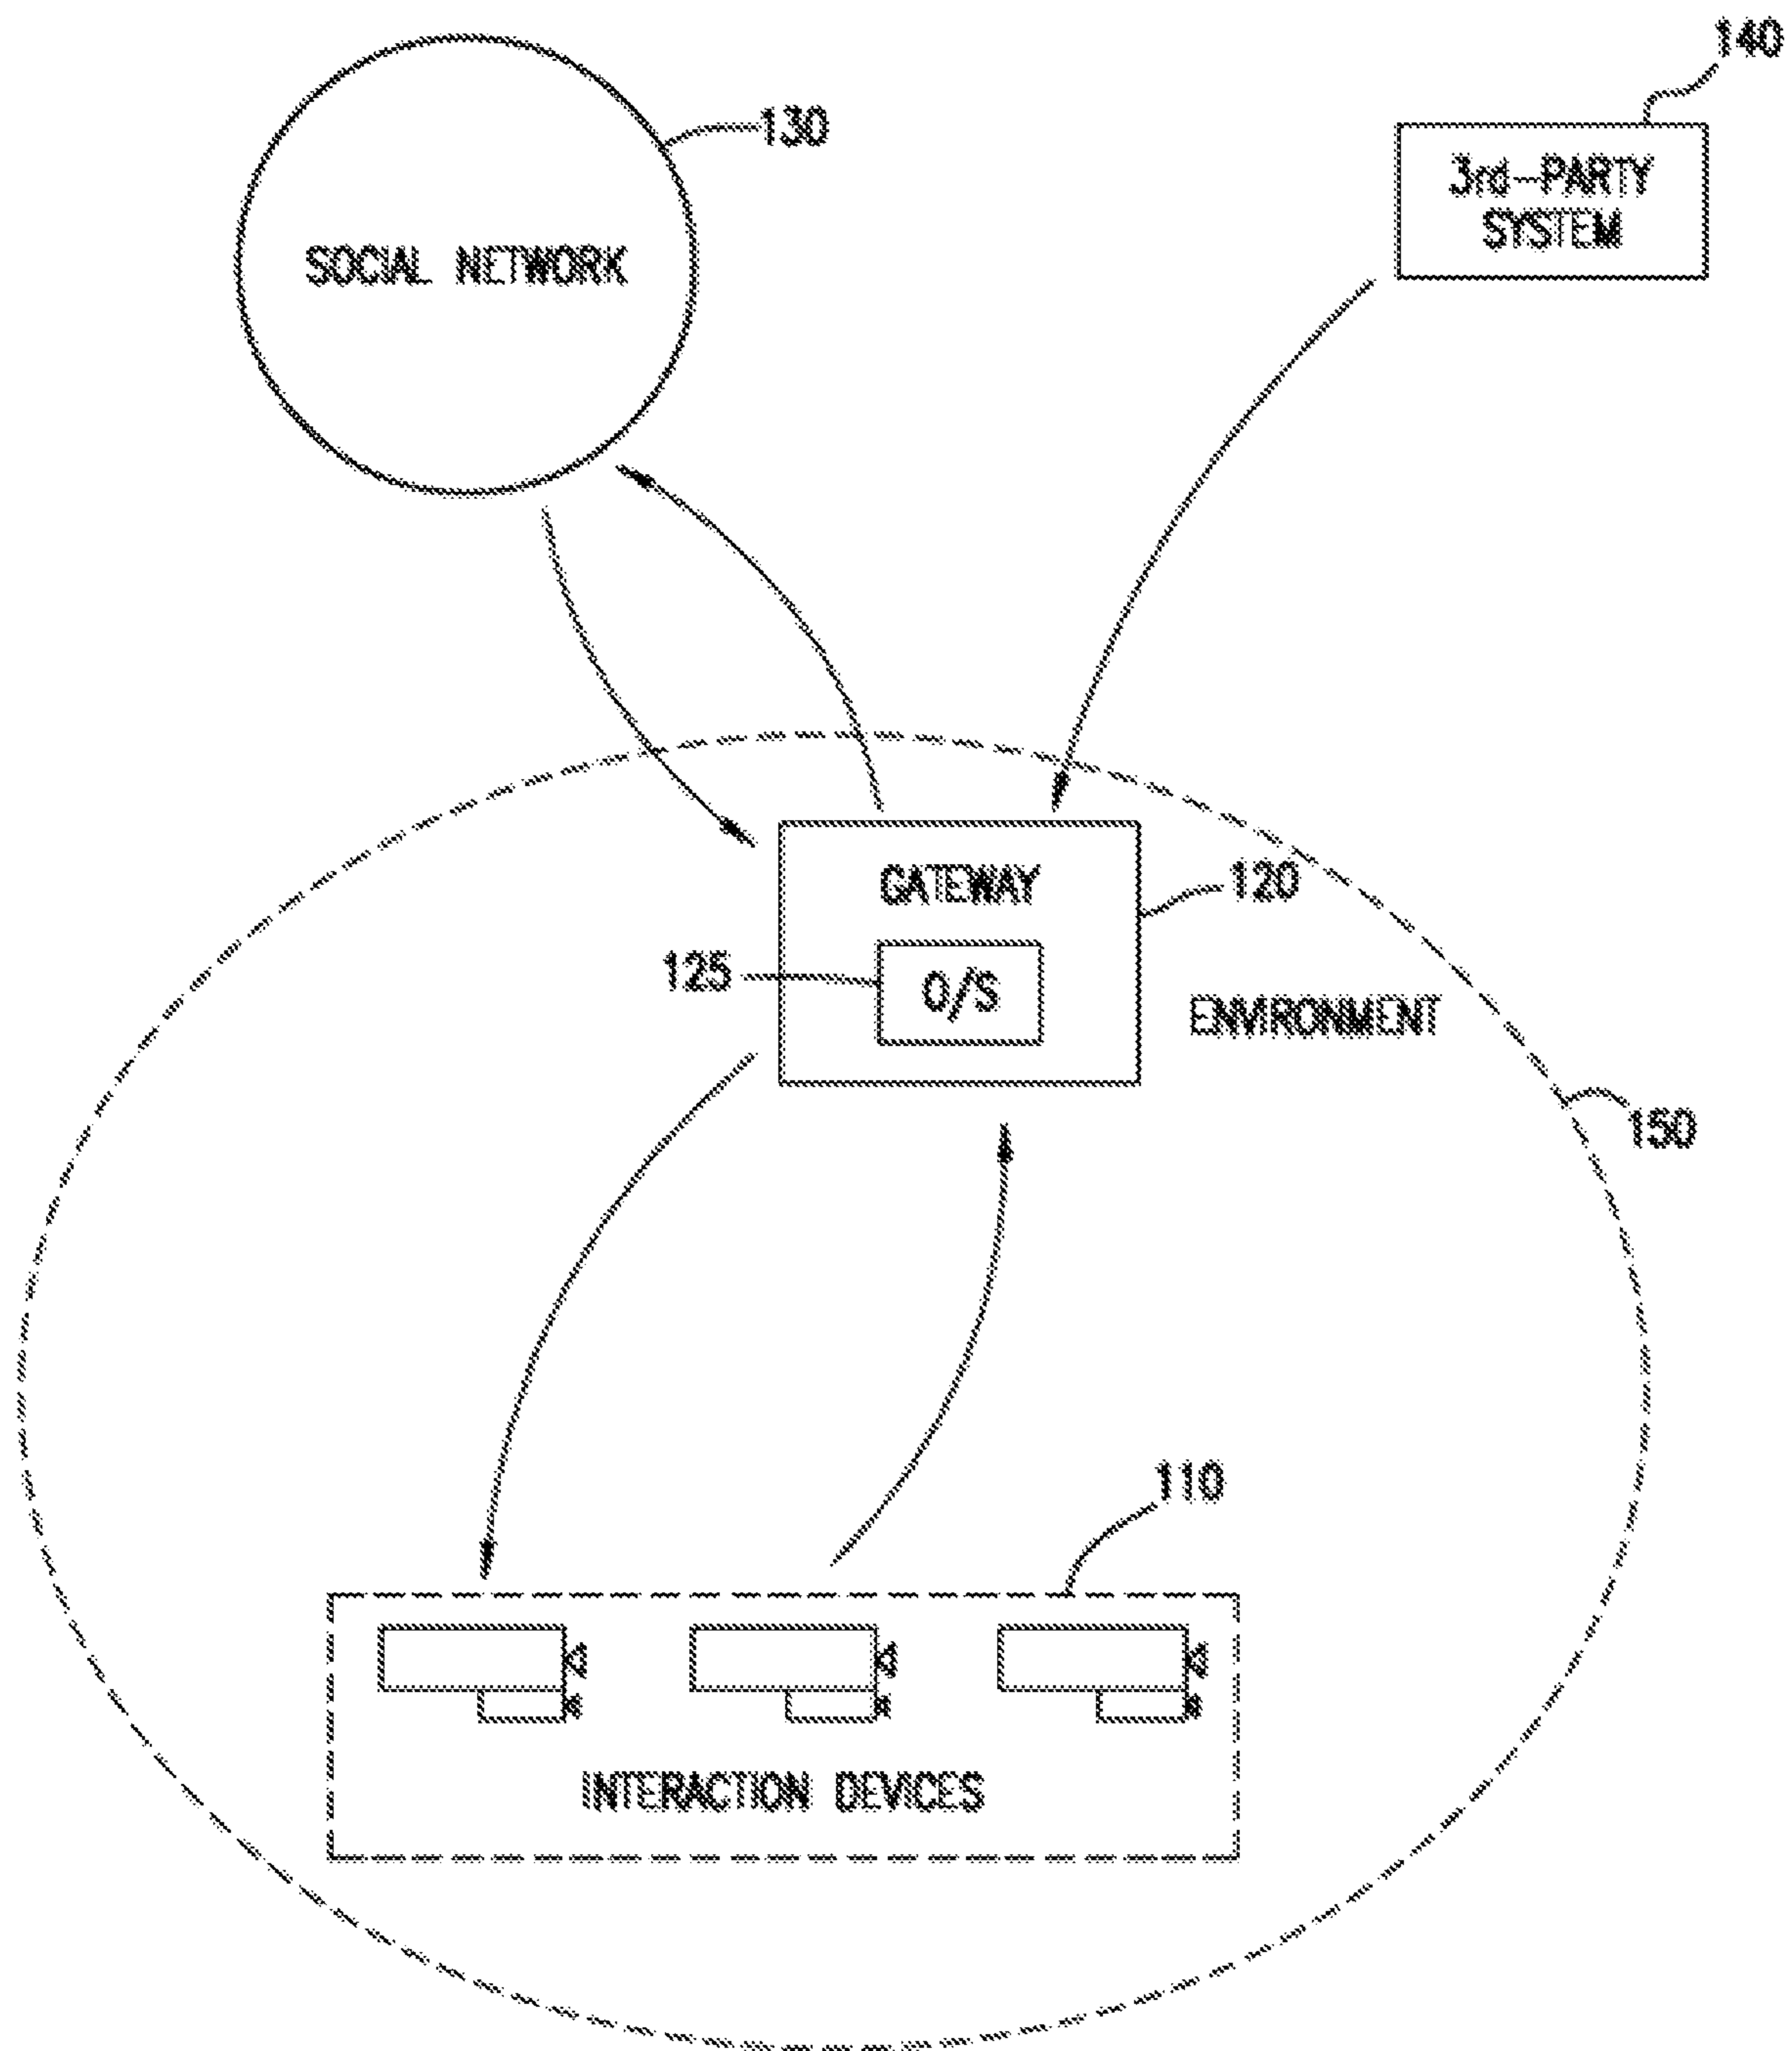 140
130
3rd-PARTY
SYSTEM
SOCIAL NETWORK
GATEWAY
120
125
O/S
ENVIRONMENT
150
110
INTERACTION DEVICES